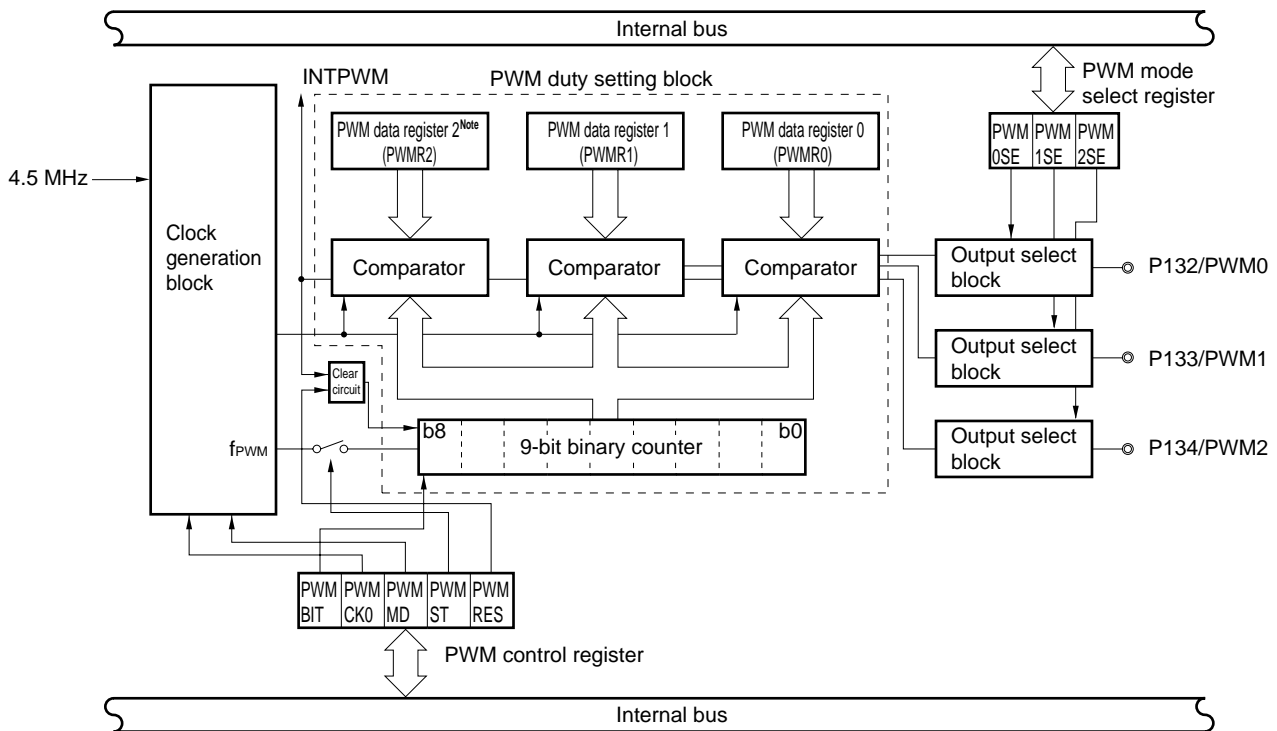 Internal bus
INTPWM
PWM duty setting block
PWM mode
select register
PWM data register 2Note
(PWMR2)
PWM data register 1
(PWMR1)
PWM data register 0
(PWMR0)
PWM
0SE
PWM
1SE
PWM
2SE
4.5 MHz
Clock
generation
block
Comparator
Comparator
Comparator
Output select
block
P132/PWM0
Output select
block
P133/PWM1
Clear
circuit
b8
9-bit binary counter
b0
fPWM
Output select
block
P134/PWM2
PWM
BIT
PWM
CK0
PWM
MD
PWM
ST
PWM
RES
PWM control register
Internal bus